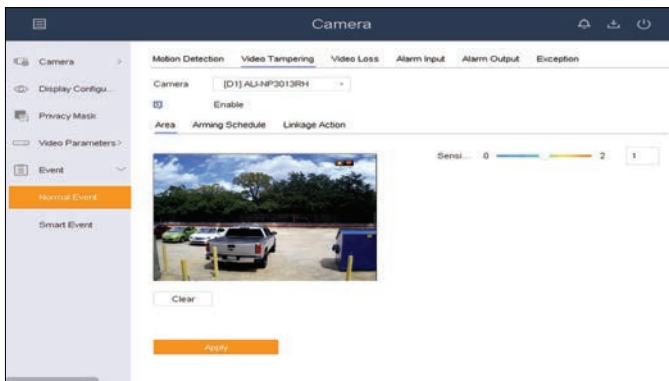 Camera
Camera >
Display Configu...
Privacy Mask
Video Parameters >
Event
Normal Event
Smart Event
Motion Detection Video Tampering Video Loss Alarm Input Alarm Output Exception
Camera [D1] ALI-NP3013RH
Enable
Area Arming Schedule Linkage Action
Sensi... 0 2 1
Clear
Apply